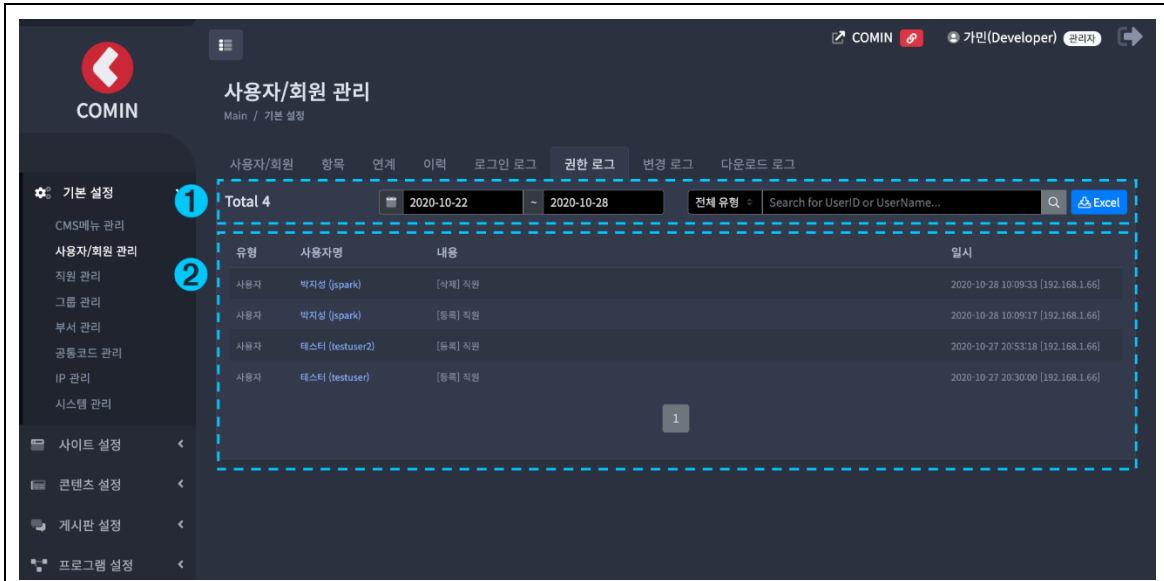 COMIN
COMIN 가민(Developer) 관리자
사용자/회원 관리
Main / 기본 설정
사용자/회원 항목 연계 이력 로그인 로그 권한 로그 변경 로그 다운로드 로그
기본 설정
CMS메뉴 관리
사용자/회원 관리
직원 관리
그룹 관리
부서 관리
공통코드 관리
IP 관리
시스템 관리
사이트 설정
콘텐츠 설정
게시판 설정
프로그램 설정
1
Total 4 2020-10-22 ~ 2020-10-28 전체 유형 Search for UserID or UserName... Excel
2
유형 사용자명 내용 일시
사용자 박지성 (jspark) [삭제] 직원 2020-10-28 10:09:33 [192.168.1.66]
사용자 박지성 (jspark) [등록] 직원 2020-10-28 10:09:17 [192.168.1.66]
사용자 테스터 (testuser2) [등록] 직원 2020-10-27 20:53:18 [192.168.1.66]
사용자 테스터 (testuser) [등록] 직원 2020-10-27 20:30:00 [192.168.1.66]
1